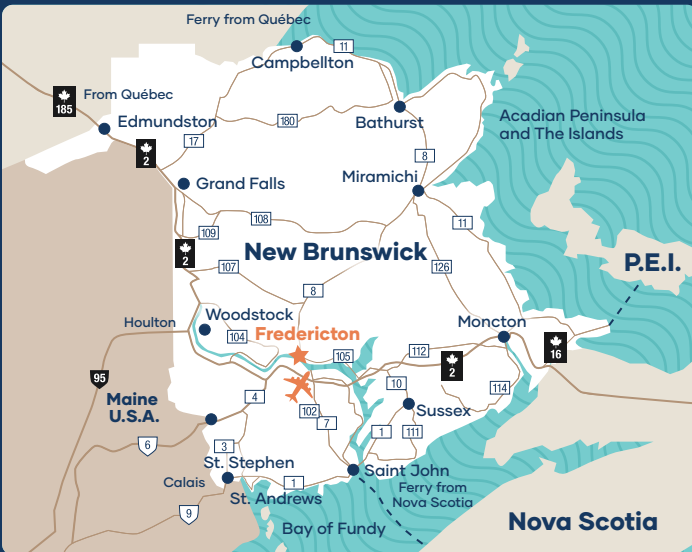 Ferry from Québec
11
Campbellton
From Québec
185
Edmundston
180
Bathurst
Acadian Peninsula
and The Islands
17
2
8
Miramichi
Grand Falls
108
109
11
New Brunswick
P.E.I.
2
107
126
8
Woodstock
Houlton
Moncton
104
Fredericton
105
112
2
16
95
10
114
Maine
U.S.A.
4
102
Sussex
7
1
111
6
3
St. Stephen
Saint John
Calais
1
Ferry from
Nova Scotia
St. Andrews
9
Nova Scotia
Bay of Fundy